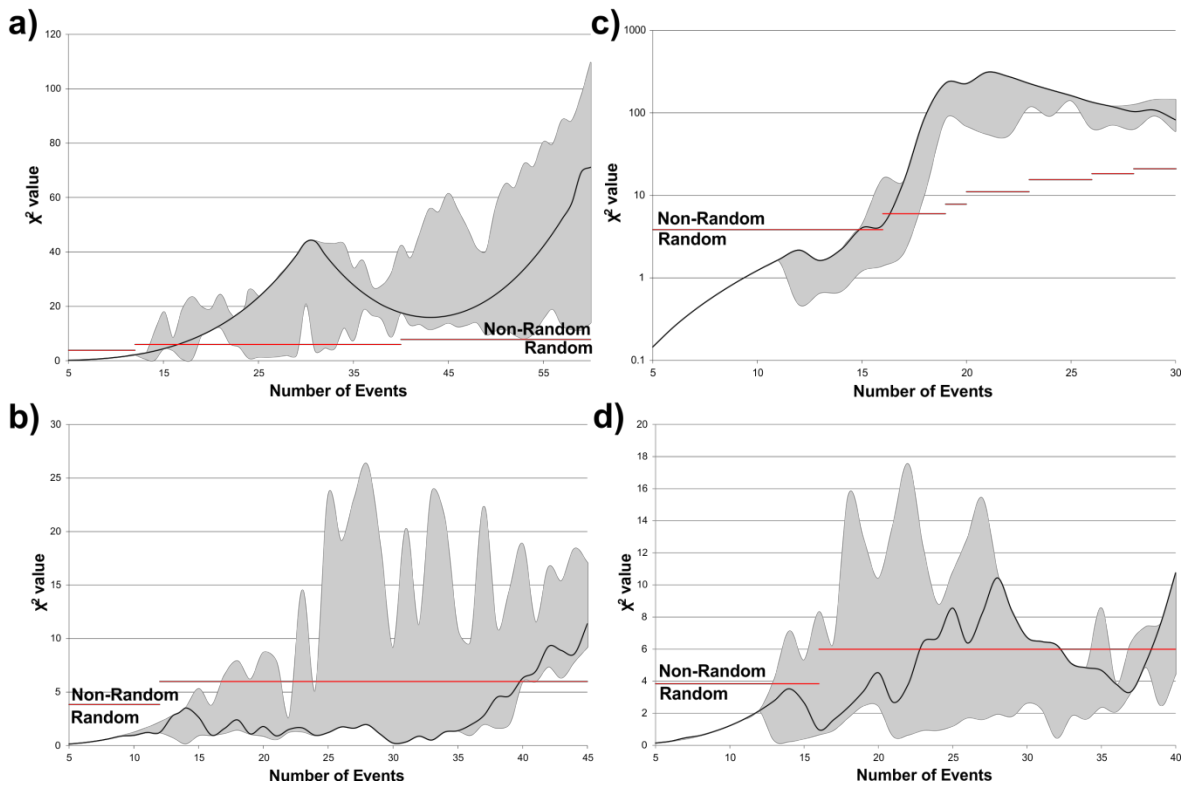 a)
120
100
80
60
40
20
0
χ² value
Non-Random
Random
5
15
25
35
45
55
Number of Events
b)
30
25
20
15
10
5
0
χ² value
Non-Random
Random
5
10
15
20
25
30
35
40
45
Number of Events
c)
1000
100
10
1
0.1
χ² value
Non-Random
Random
5
10
15
20
25
30
Number of Events
d)
20
18
16
14
12
10
8
6
4
2
0
χ² value
Non-Random
Random
5
10
15
20
25
30
35
40
Number of Events